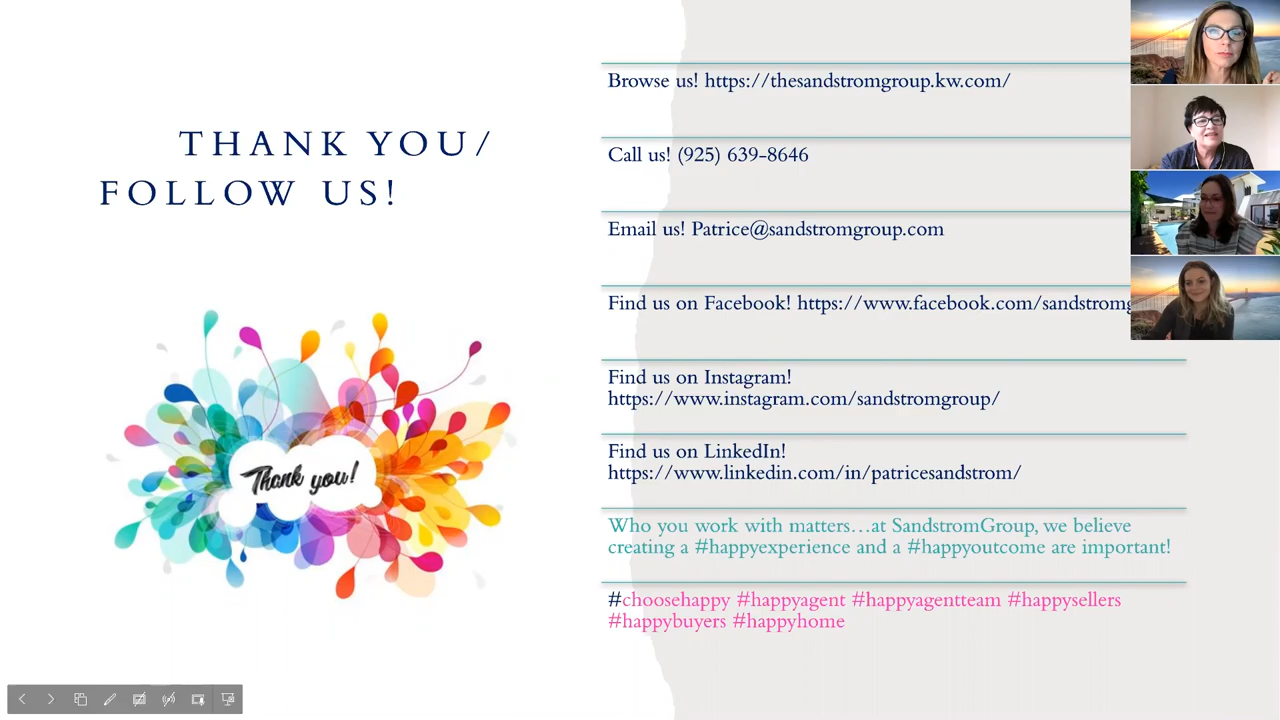 THANK YOU/
FOLLOW US!
Thank you!
Browse us! https://thesandstromgroup.kw.com/
Call us! (925) 639-8646
Email us! Patrice@sandstromgroup.com
Find us on Facebook! https://www.facebook.com/sandstromg
Find us on Instagram!
https://www.instagram.com/sandstromgroup/
Find us on LinkedIn!
https://www.linkedin.com/in/patricesandstrom/
Who you work with matters…at SandstromGroup, we believe
creating a #happyexperience and a #happyoutcome are important!
#choosehappy #happyagent #happyagentteam #happysellers
#happybuyers #happyhome